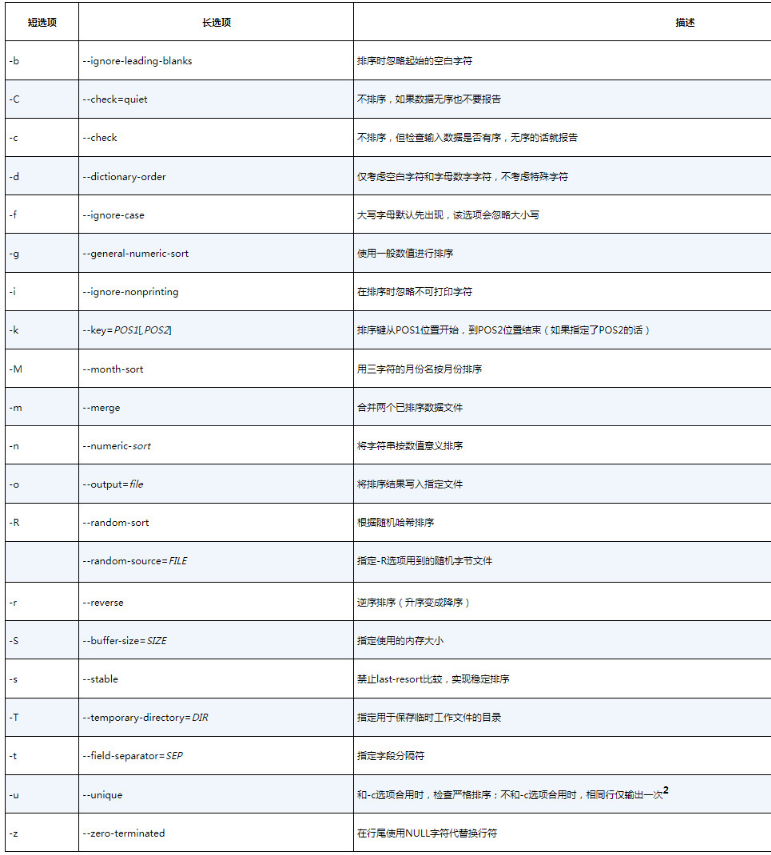 短选项 长选项 描述
-b --ignore-leading-blanks 排序时忽略起始的空白字符
-C --check=quiet 不排序，如果数据无序也不要报告
-c --check 不排序，但检查输入数据是否有序，无序的话就报告
-d --dictionary-order 仅考虑空白字符和字母数字字符，不考虑特殊字符
-f --ignore-case 大写字母默认先出现，该选项会忽略大小写
-g --general-numeric-sort 使用一般数值进行排序
-i --ignore-nonprinting 在排序时忽略不可打印字符
-k --key=POS1[,POS2] 排序键从POS1位置开始，到POS2位置结束（如果指定了POS2的话）
-M --month-sort 用三字符的月份名按月份排序
-m --merge 合并两个已排序数据文件
-n --numeric-sort 将字符串按数值意义排序
-o --output=file 将排序结果写入指定文件
-R --random-sort 根据随机哈希排序
--random-source=FILE 指定-R选项用到的随机字节文件
-r --reverse 逆序排序（升序变成降序）
-S --buffer-size=SIZE 指定使用的内存大小
-s --stable 禁止last-resort比较，实现稳定排序
-T --temporary-directory=DIR 指定用于保存临时工作文件的目录
-t --field-separator=SEP 指定字段分隔符
-u --unique 和-c选项合用时，检查严格排序；不和-c选项合用时，相同行仅输出一次2
-z --zero-terminated 在行尾使用NULL字符代替换行符